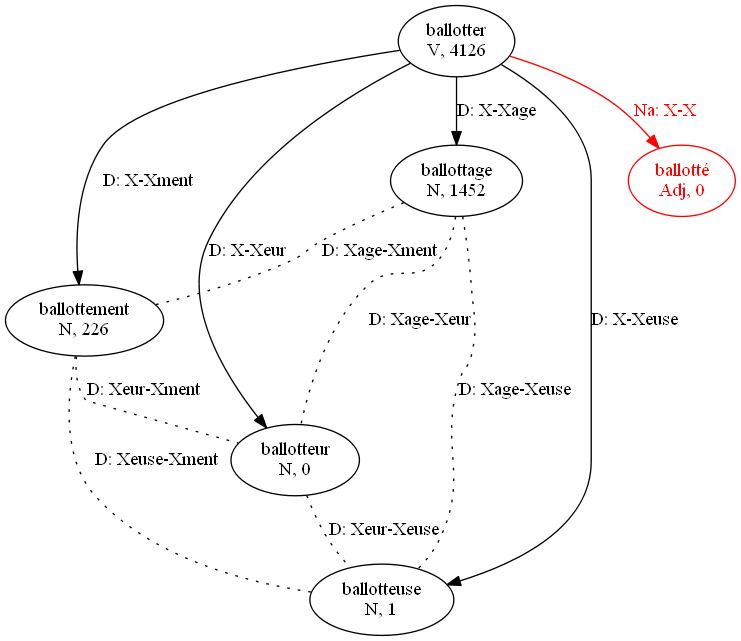 ballotter
V, 4126
D: X-Xage
Na: X-X
D: X-Xment
ballottage
N, 1452
ballotté
Adj, 0
D: X-Xeur
D: Xage-Xment
ballottement
N, 226
D: Xage-Xeur
D: X-Xeuse
D: Xeur-Xment
D: Xage-Xeuse
D: Xeuse-Xment
ballotteur
N, 0
D: Xeur-Xeuse
ballotteuse
N, 1